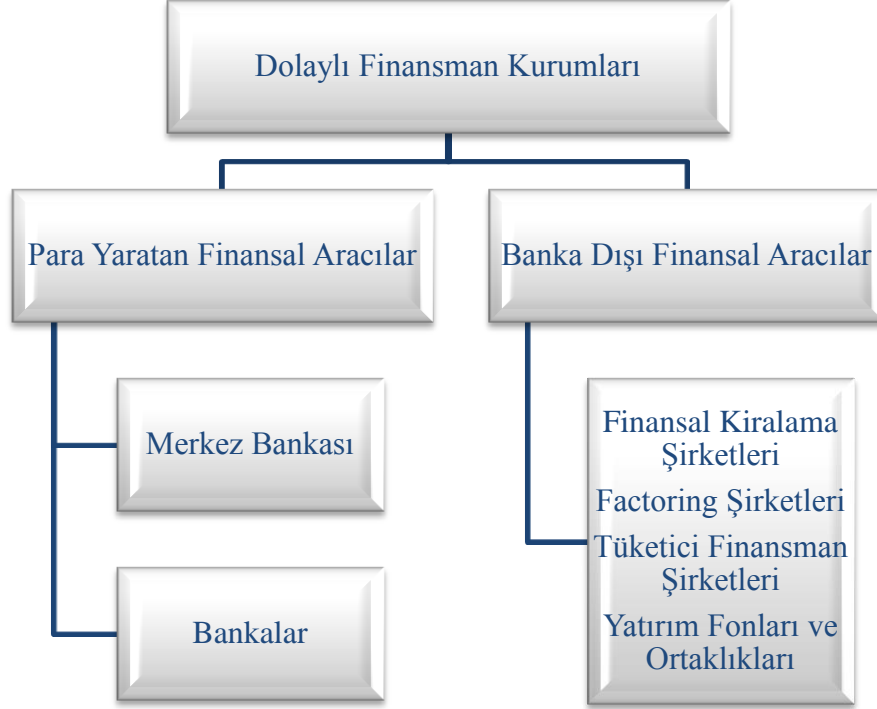 Dolaylı Finansman Kurumları
Para Yaratan Finansal Aracılar
Banka Dışı Finansal Aracılar
Merkez Bankası
Bankalar
Finansal Kiralama
Şirketleri
Factoring Şirketleri
Tüketici Finansman
Şirketleri
Yatırım Fonları ve
Ortaklıkları